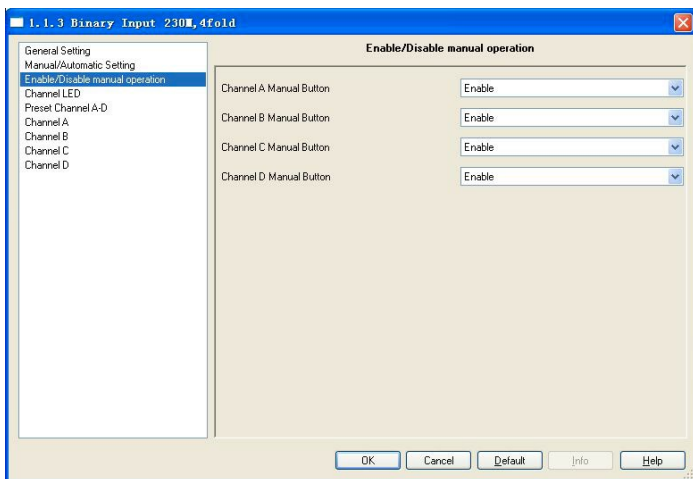 1.1.3 Binary Input 230M,4fold
General Setting
Manual/Automatic Setting
Enable/Disable manual operation
Channel LED
Preset Channel A-D
Channel A
Channel B
Channel C
Channel D
Enable/Disable manual operation
Channel A Manual Button Enable
Channel B Manual Button Enable
Channel C Manual Button Enable
Channel D Manual Button Enable
OK Cancel Default Info Help